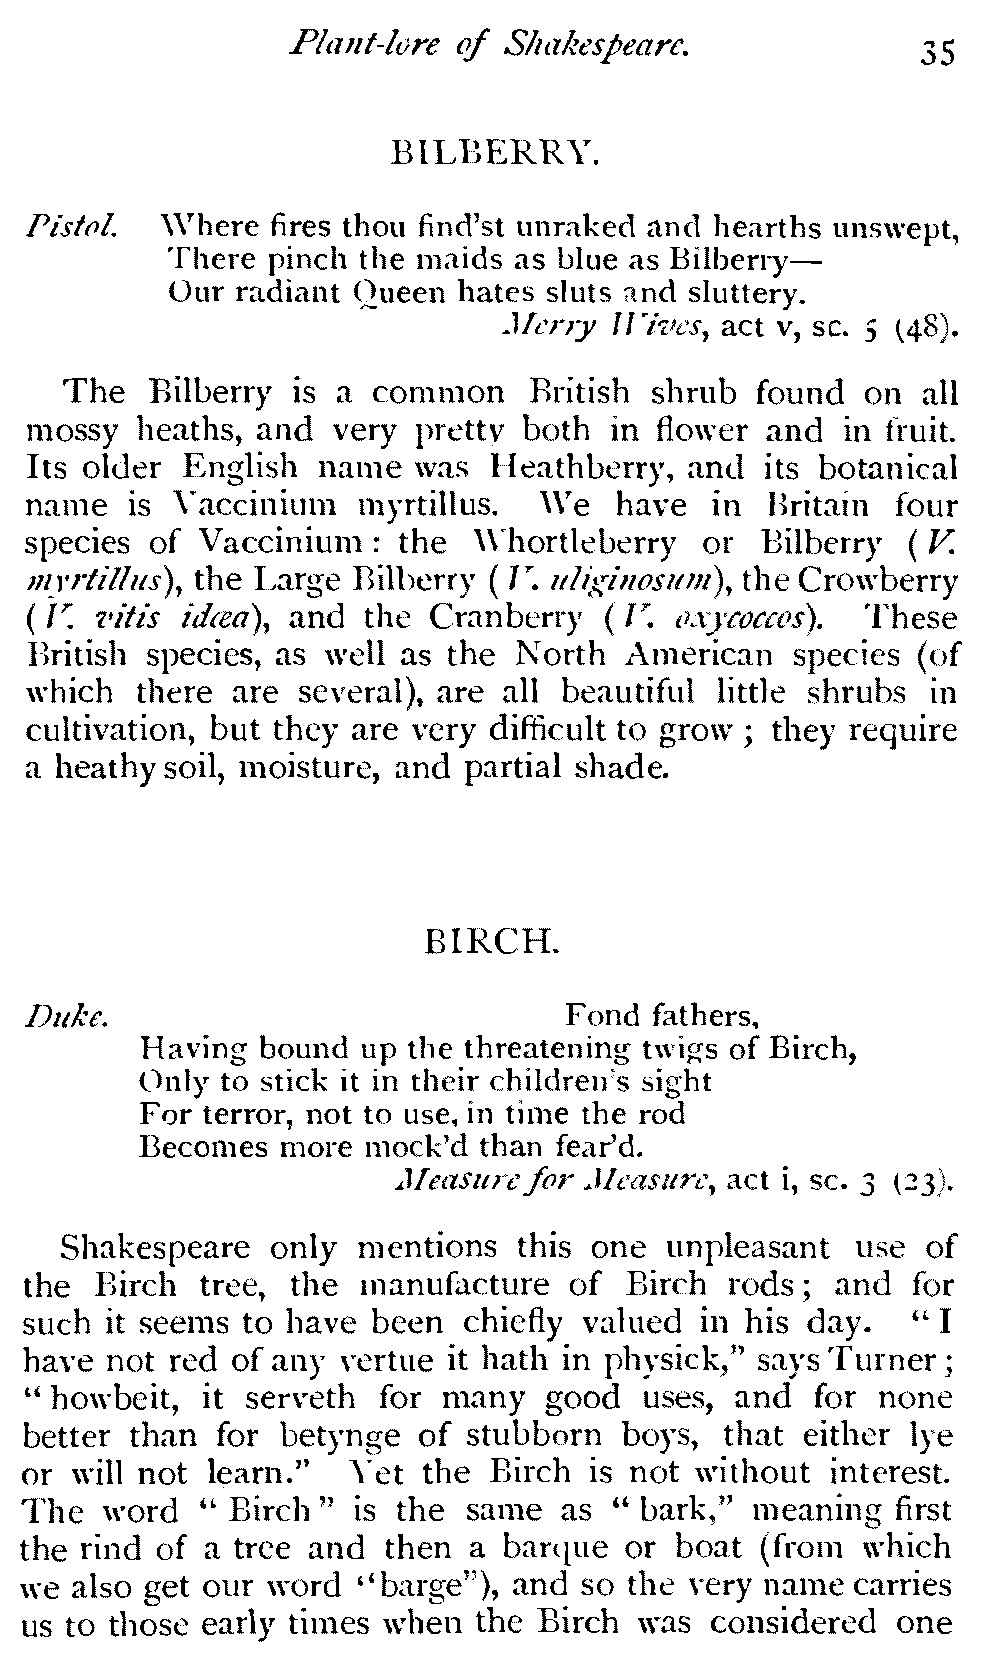 Plant-lore of Shakespeare. 35
BILBERRY.
Pistol. Where fires thou find'st unraked and hearths unswept,
There pinch the maids as blue as Bilberry—
Our radiant Queen hates sluts and sluttery.
Merry Wives, act v, sc. 5 (48).
The Bilberry is a common British shrub found on all
mossy heaths, and very pretty both in flower and in fruit.
Its older English name was Heathberry, and its botanical
name is Vaccinium myrtillus. We have in Britain four
species of Vaccinium: the Whortleberry or Bilberry (V.
myrtillus), the Large Bilberry (V. uliginosum), the Crowberry
(V. vitis idæa), and the Cranberry (V. oxycoccos). These
British species, as well as the North American species (of
which there are several), are all beautiful little shrubs in
cultivation, but they are very difficult to grow; they require
a heathy soil, moisture, and partial shade.
BIRCH.
Duke. Fond fathers,
Having bound up the threatening twigs of Birch,
Only to stick it in their children's sight
For terror, not to use, in time the rod
Becomes more mock'd than fear'd.
Measure for Measure, act i, sc. 3 (23).
Shakespeare only mentions this one unpleasant use of
the Birch tree, the manufacture of Birch rods; and for
such it seems to have been chiefly valued in his day. "I
have not red of any vertue it hath in physick," says Turner;
"howbeit, it serveth for many good uses, and for none
better than for betynge of stubborn boys, that either lye
or will not learn." Yet the Birch is not without interest.
The word "Birch" is the same as "bark," meaning first
the rind of a tree and then a barque or boat (from which
we also get our word "barge"), and so the very name carries
us to those early times when the Birch was considered one